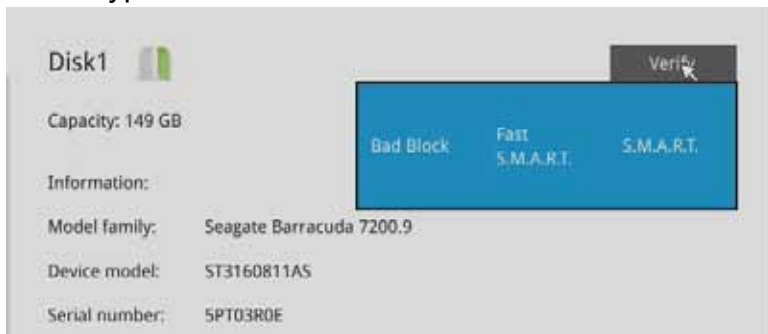 Disk1
Verify
Capacity: 149 GB
Bad Block
Fast
S.M.A.R.T.
S.M.A.R.T.
Information:
Model family: Seagate Barracuda 7200.9
Device model: ST3160811AS
Serial number: 5PT03R0E